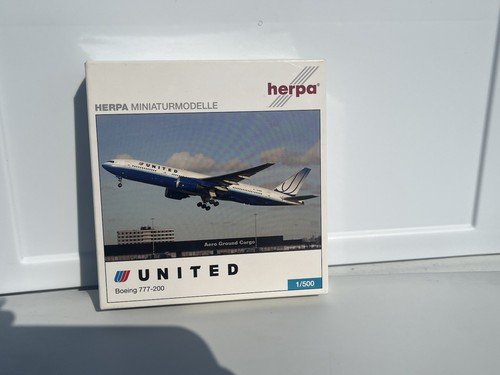 herpa®
HERPA MINIATURMODELLE
UNITED
Aero Ground Cargo
UNITED
Boeing 777-200
1/500